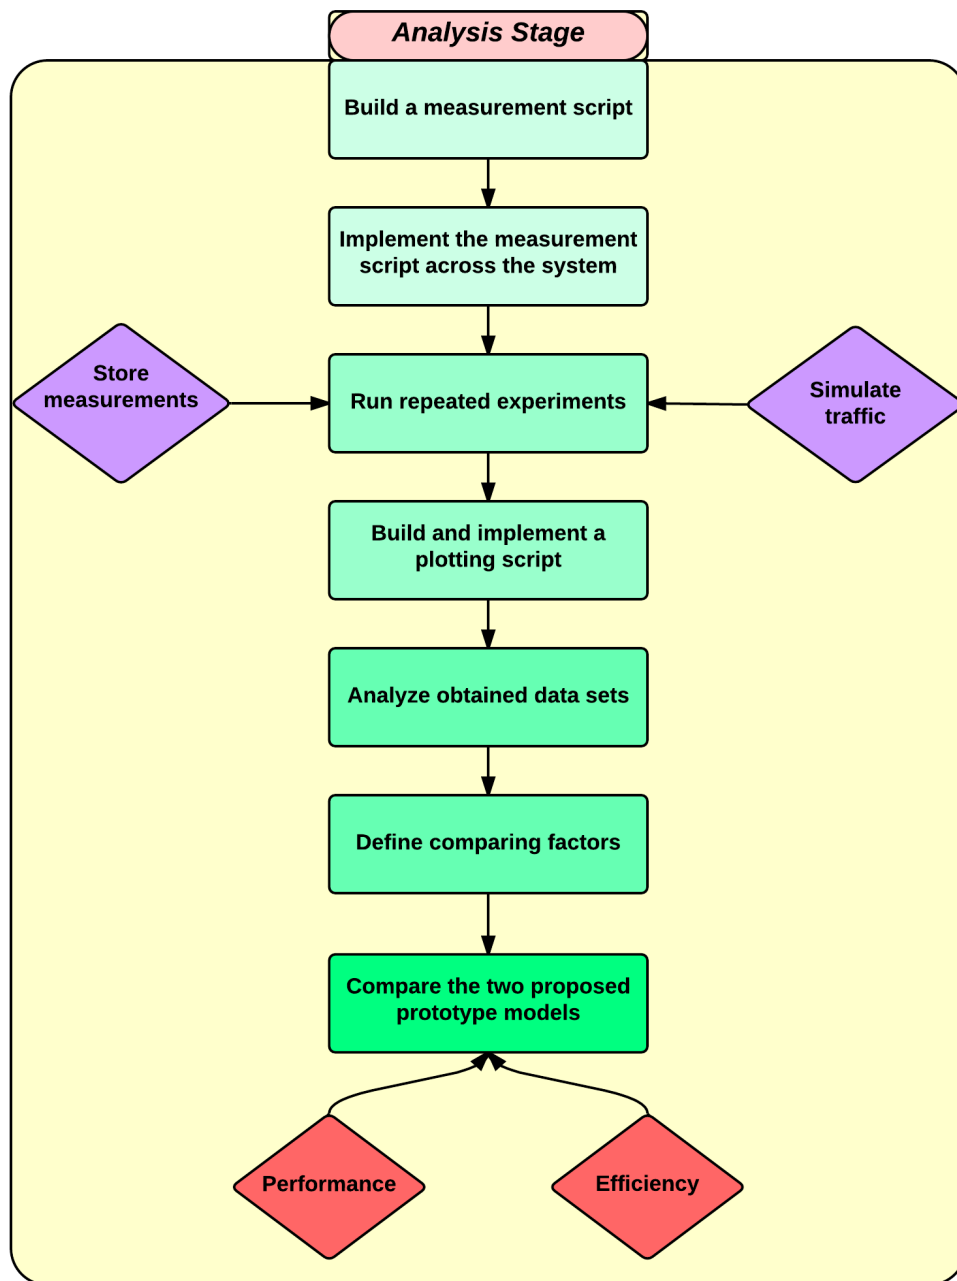 Analysis Stage
Build a measurement script
Implement the measurement
script across the system
Store
measurements
Run repeated experiments
Simulate
traffic
Build and implement a
plotting script
Analyze obtained data sets
Define comparing factors
Compare the two proposed
prototype models
Performance
Efficiency